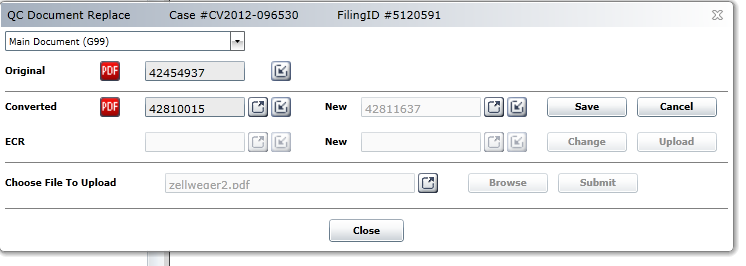 QC Document Replace Case #CV2012-096530 FilingID #5120591
Main Document (G99)
Original PDF 42454937
Converted PDF 42810015 New 42811637 Save Cancel
ECR New Change Upload
Choose File To Upload zellweger2.pdf Browse Submit
Close